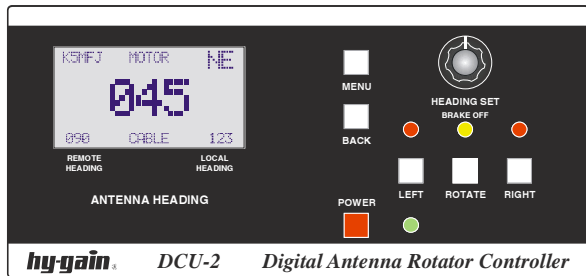 K5MFJ MOTOR NE
045
090 CABLE 123
REMOTE HEADING
LOCAL HEADING
ANTENNA HEADING
MENU
BACK
HEADING SET
BRAKE OFF
LEFT ROTATE RIGHT
POWER
hy-gain® DCU-2 Digital Antenna Rotator Controller